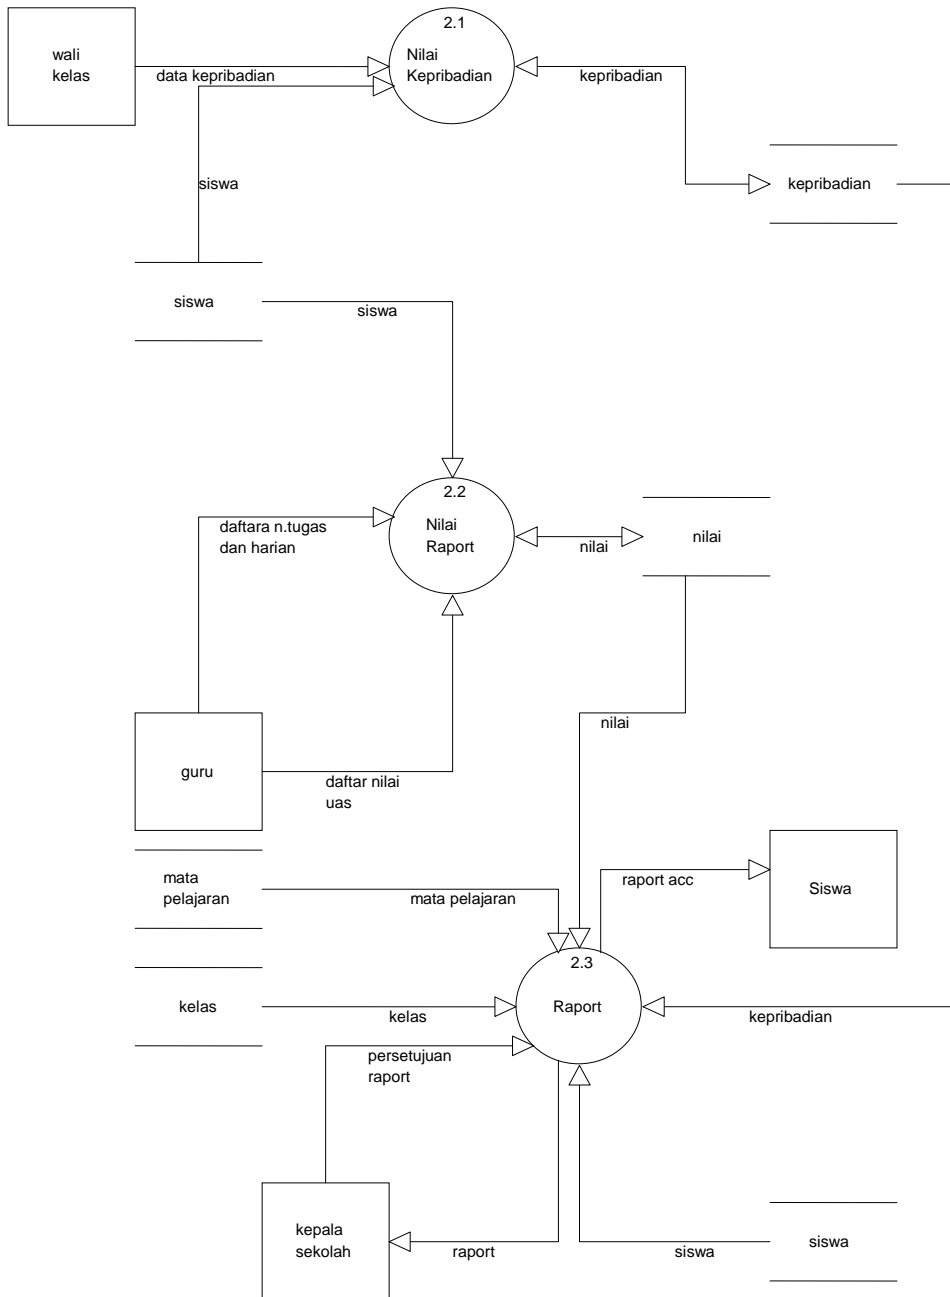 2.1
wali
kelas
Nilai
Kepribadian
data kepribadian
kepribadian
siswa
kepribadian
siswa
siswa
2.2
Nilai
Raport
daftara n.tugas
dan harian
nilai
nilai
nilai
guru
daftar nilai
uas
mata
pelajaran
mata pelajaran
raport acc
Siswa
2.3
Raport
kelas
kelas
kepribadian
persetujuan
raport
kepala
sekolah
raport
siswa
siswa